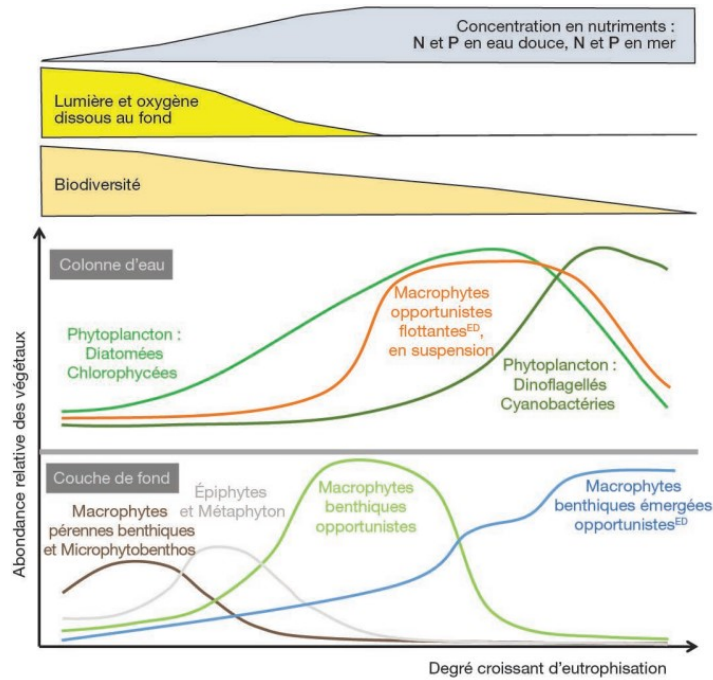 Concentration en nutriments :
N et P en eau douce, N et P en mer
Lumière et oxygène
dissous au fond
Biodiversité
Abondance relative des végétaux
Colonne d'eau
Phytoplancton :
Diatomées
Chlorophycées
Macrophytes
opportunistes
flottantesᴱᴰ,
en suspension
Phytoplancton :
Dinoflagellés
Cyanobactéries
Couche de fond
Macrophytes
pérennes benthiques
et Microphytobenthos
Épiphytes
et Métaphyton
Macrophytes
benthiques
opportunistes
Macrophytes
benthiques émergées
opportunistesᴱᴰ
Degré croissant d'eutrophisation